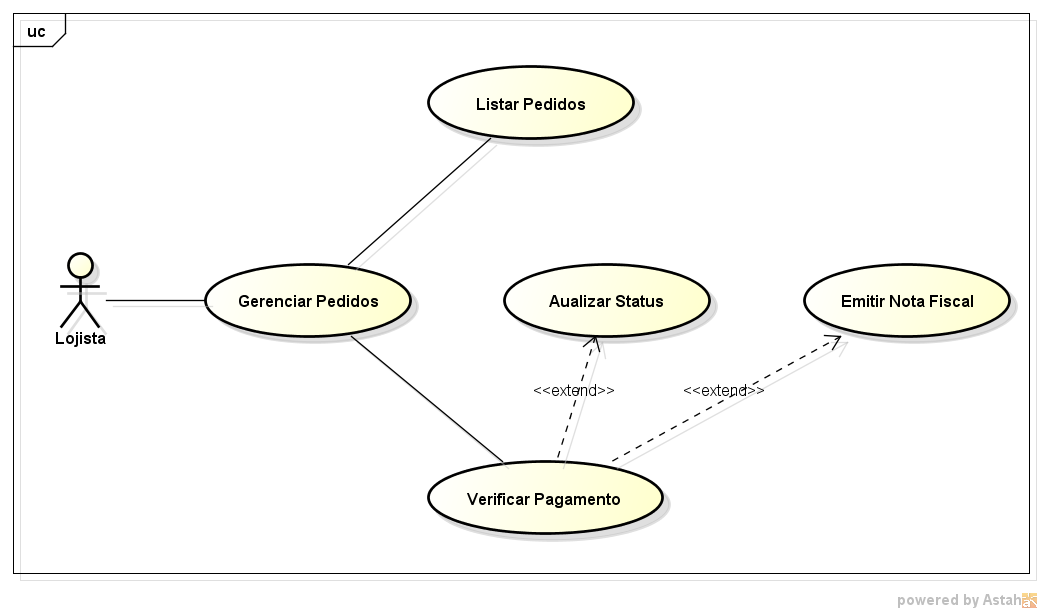 uc
Listar Pedidos
Gerenciar Pedidos
Aualizar Status
Emitir Nota Fiscal
Lojista
<<extend>>
<<extend>>
Verificar Pagamento
powered by Astah